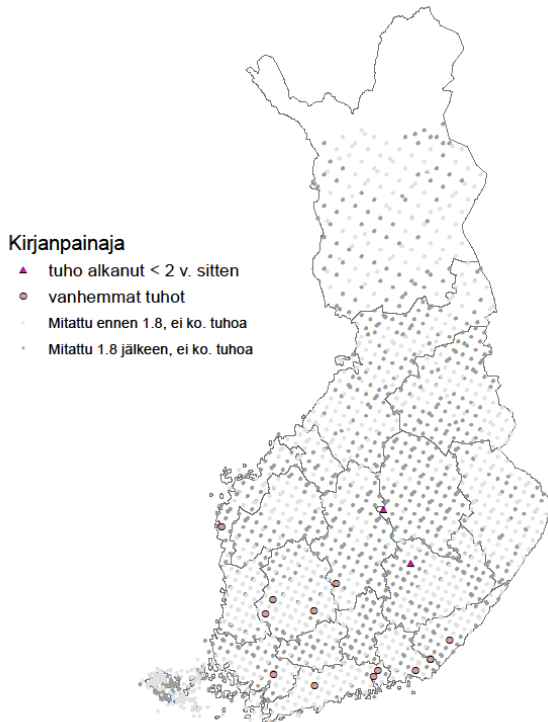 Kirjanpainaja
tuho alkanut < 2 v. sitten
vanhemmat tuhot
Mitattu ennen 1.8, ei ko. tuhoa
Mitattu 1.8 jälkeen, ei ko. tuhoa